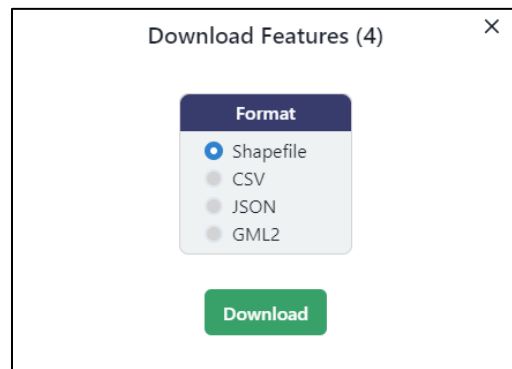 Download Features (4)
Format
Shapefile
CSV
JSON
GML2
Download